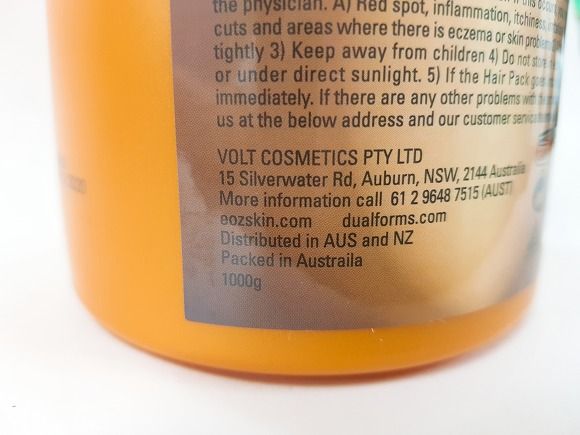 the physician. A) Red spot, inflammation, itchiness,
cuts and areas where there is eczema or skin
tightly 3) Keep away from children 4) Do not
or under direct sunlight. 5) If the Hair Pack
immediately. If there are any other problems with
us at the below address and our customer
VOLT COSMETICS PTY LTD
15 Silverwater Rd, Auburn, NSW, 2144 Australia
More information call 61 2 9648 7515 (AUST)
eozskin.com dualforms.com
Distributed in AUS and NZ
Packed in Austraila
1000g